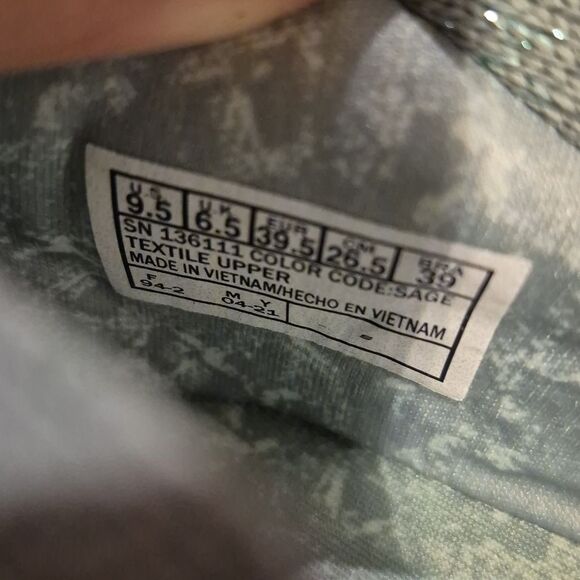 U.S. U.K. EUR CM BRA
9.5 6.5 39.5 26.5 39
SN 136111 COLOR CODE:SAGE
TEXTILE UPPER
MADE IN VIETNAM/HECHO EN VIETNAM
F M Y
94-2 04-21